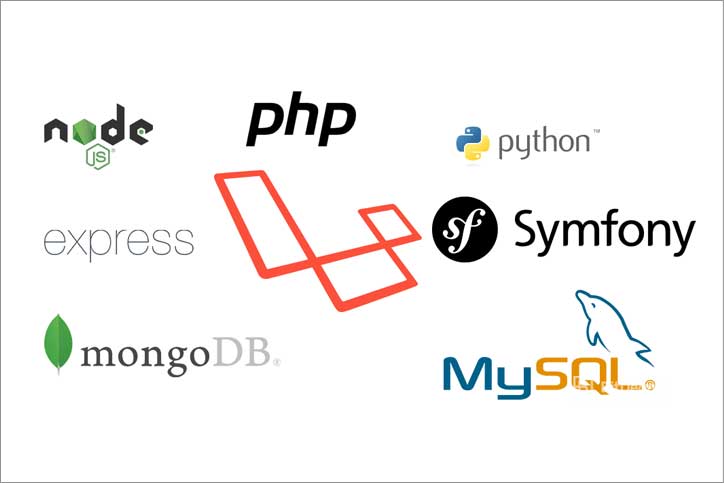 node
JS
php
python™
express
sf Symfony
mongoDB®
MySQL